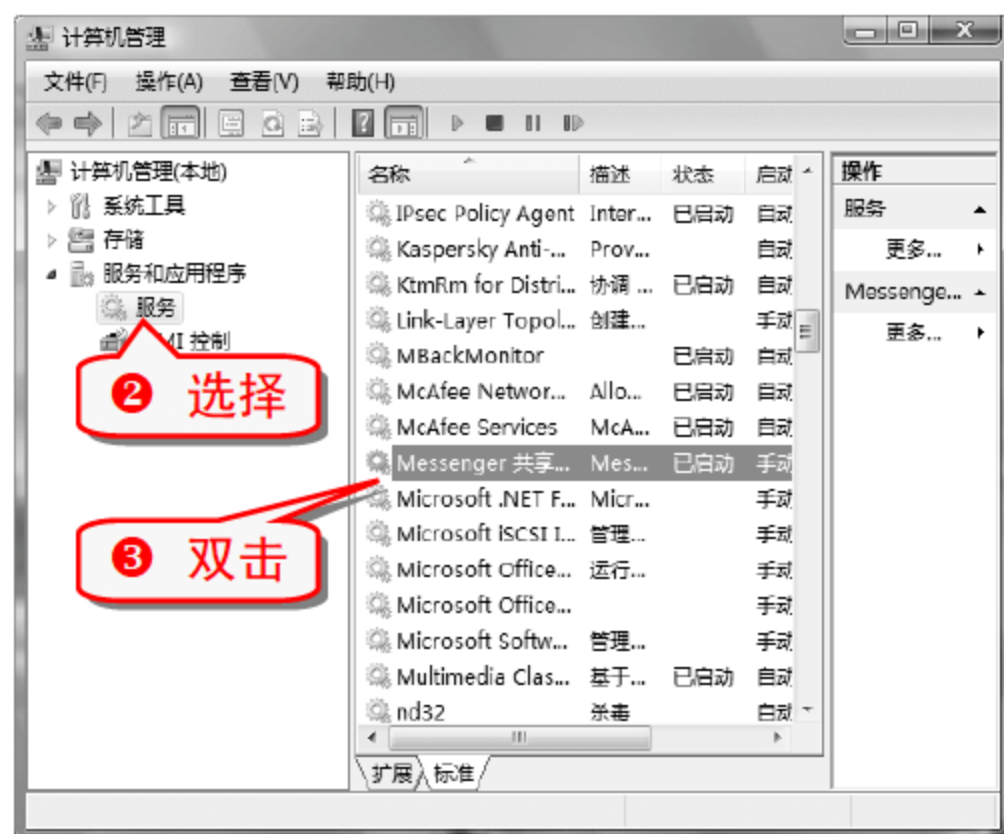 计算机管理
文件(F) 操作(A) 查看(V) 帮助(H)
计算机管理(本地)
系统工具
存储
服务和应用程序
服务
MI 控制
❷ 选择
❸ 双击
名称 描述 状态 启动
IPsec Policy Agent Inter... 已启动 自动
Kaspersky Anti-... Prov... 自动
KtmRm for Distri... 协调 ... 已启动 自动
Link-Layer Topol... 创建... 手动
MBackMonitor 已启动 自动
McAfee Networ... Allo... 已启动 自动
McAfee Services McA... 已启动 自动
Messenger 共享... Mes... 已启动 手动
Microsoft .NET F... Micr... 手动
Microsoft iSCSI I... 管理... 手动
Microsoft Office... 运行... 手动
Microsoft Office... 手动
Microsoft Softw... 管理... 手动
Multimedia Clas... 基于... 已启动 自动
nd32 杀毒 自动
扩展 标准
操作
服务
更多...
Messenge...
更多...